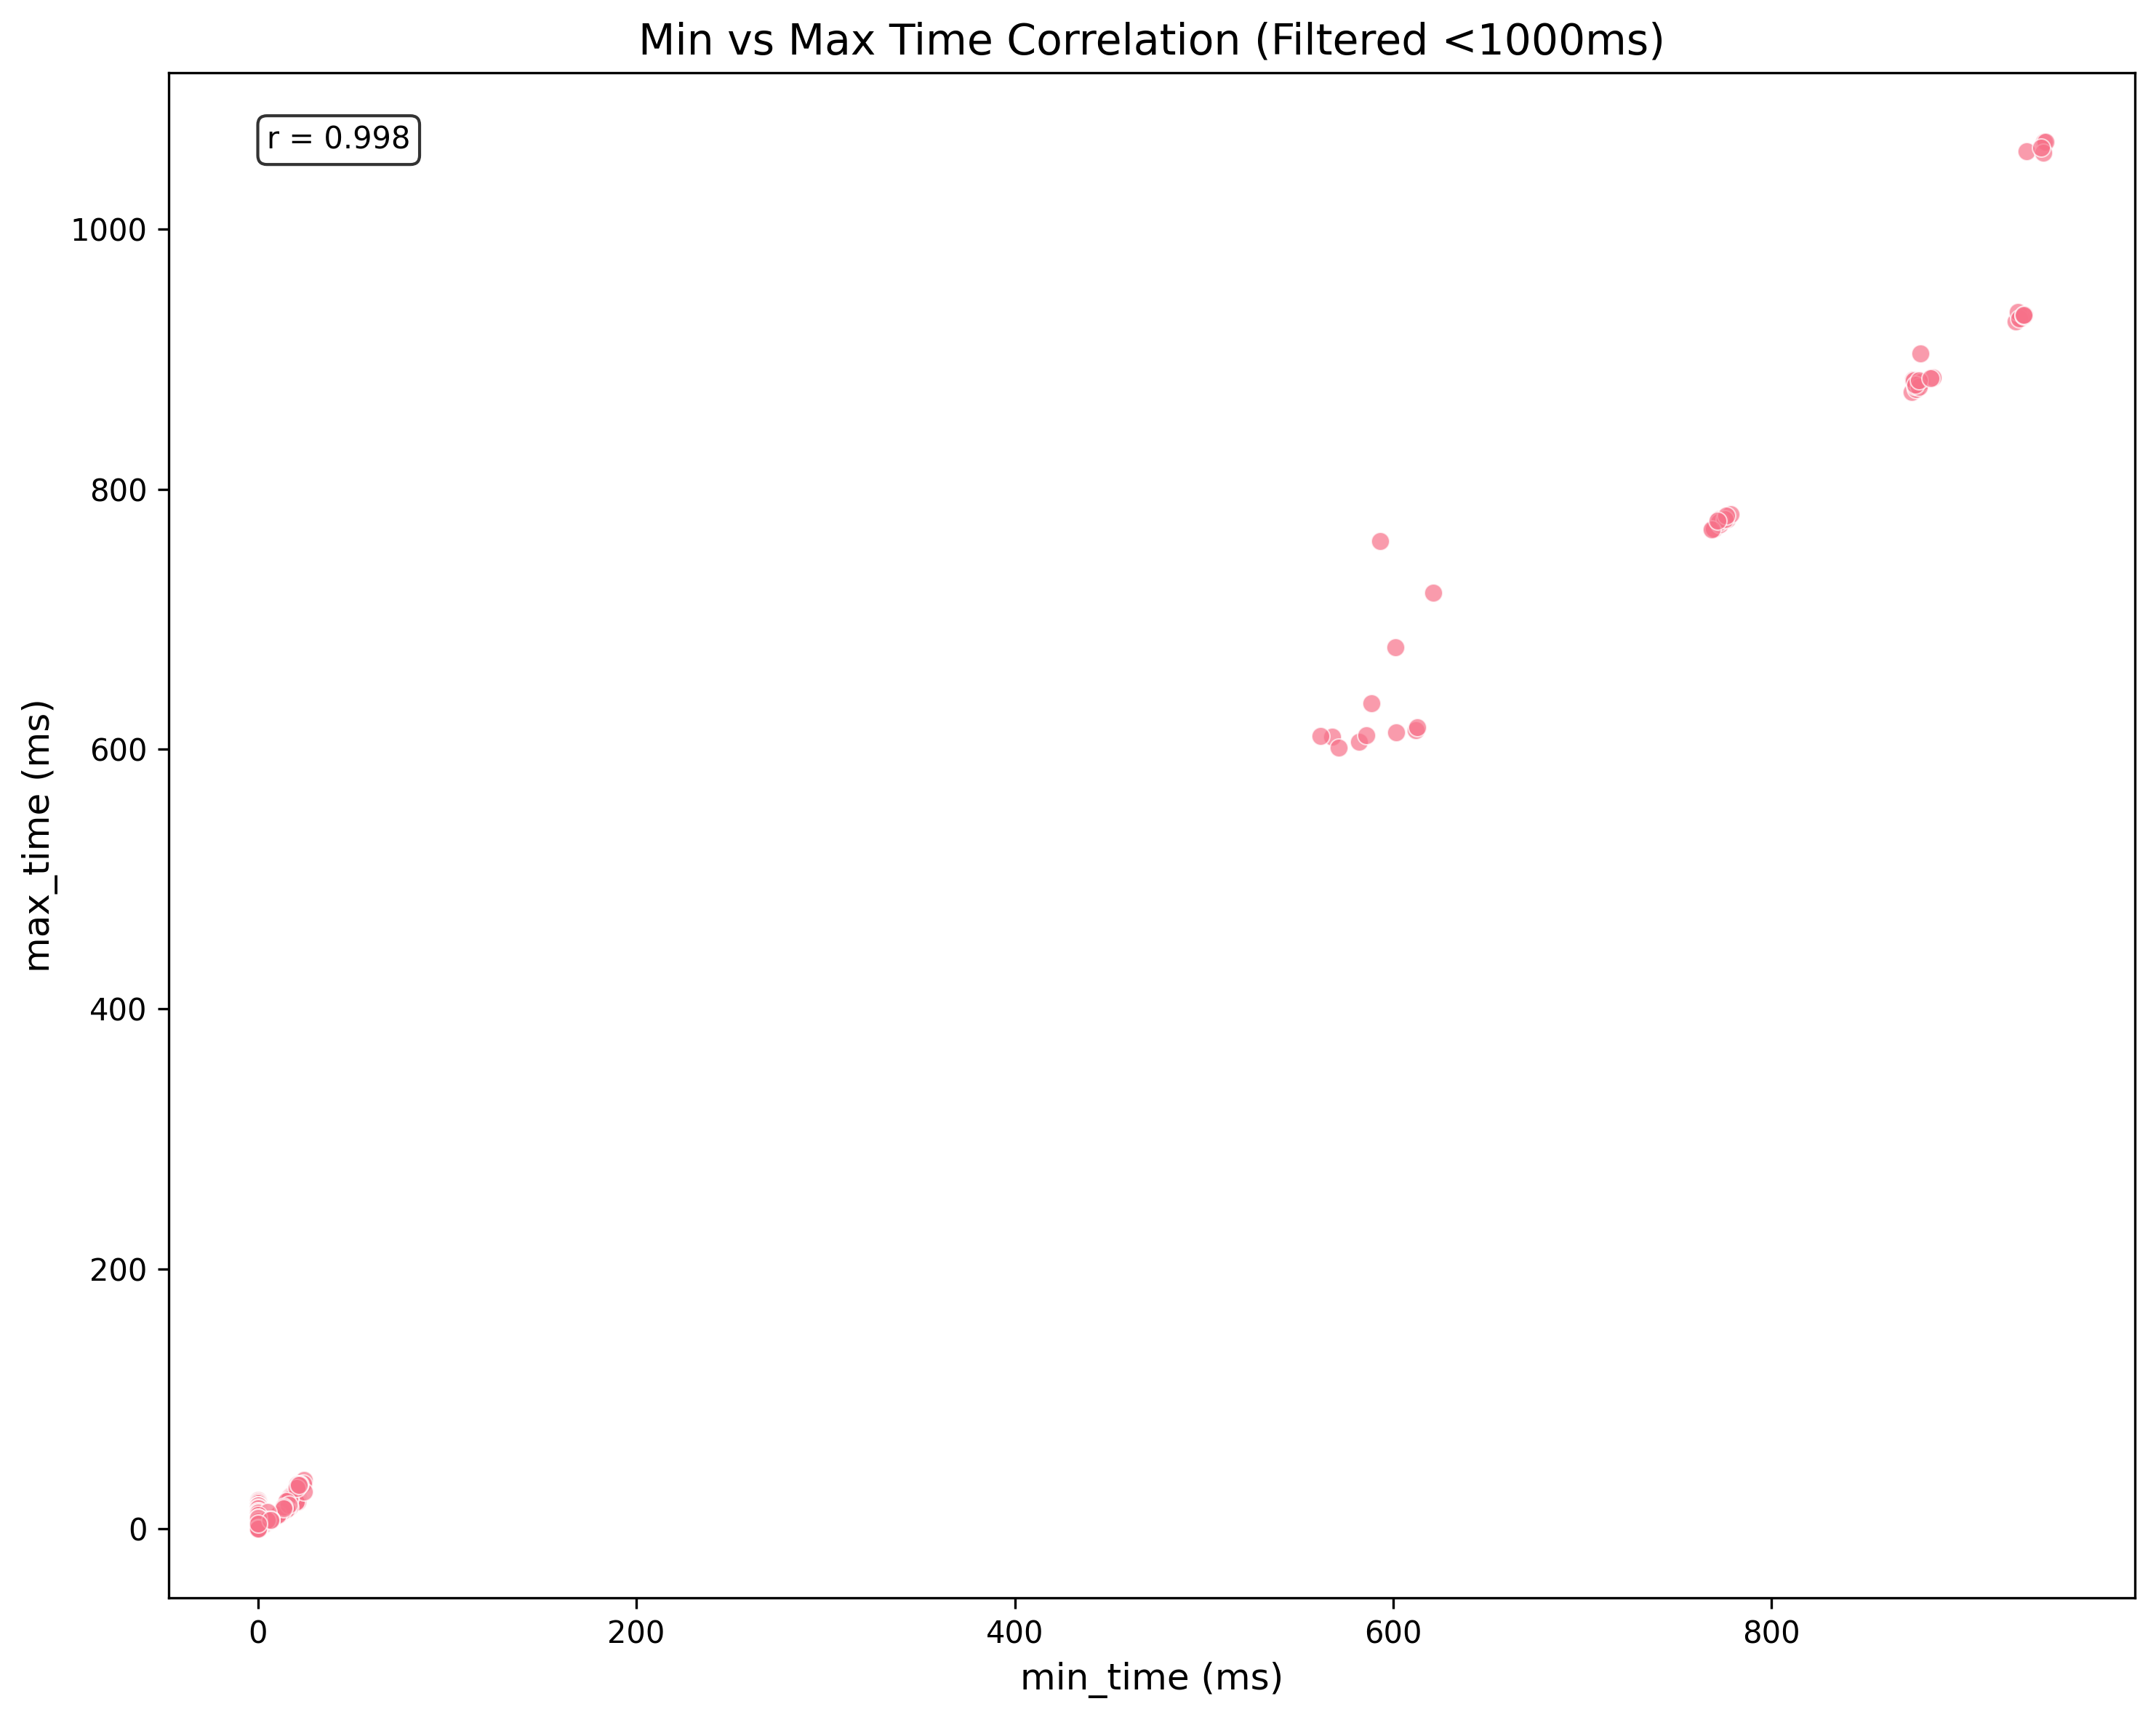 Min vs Max Time Correlation (Filtered <1000ms)
r = 0.998
1000
800
600
400
200
0
max_time (ms)
0 200 400 600 800
min_time (ms)